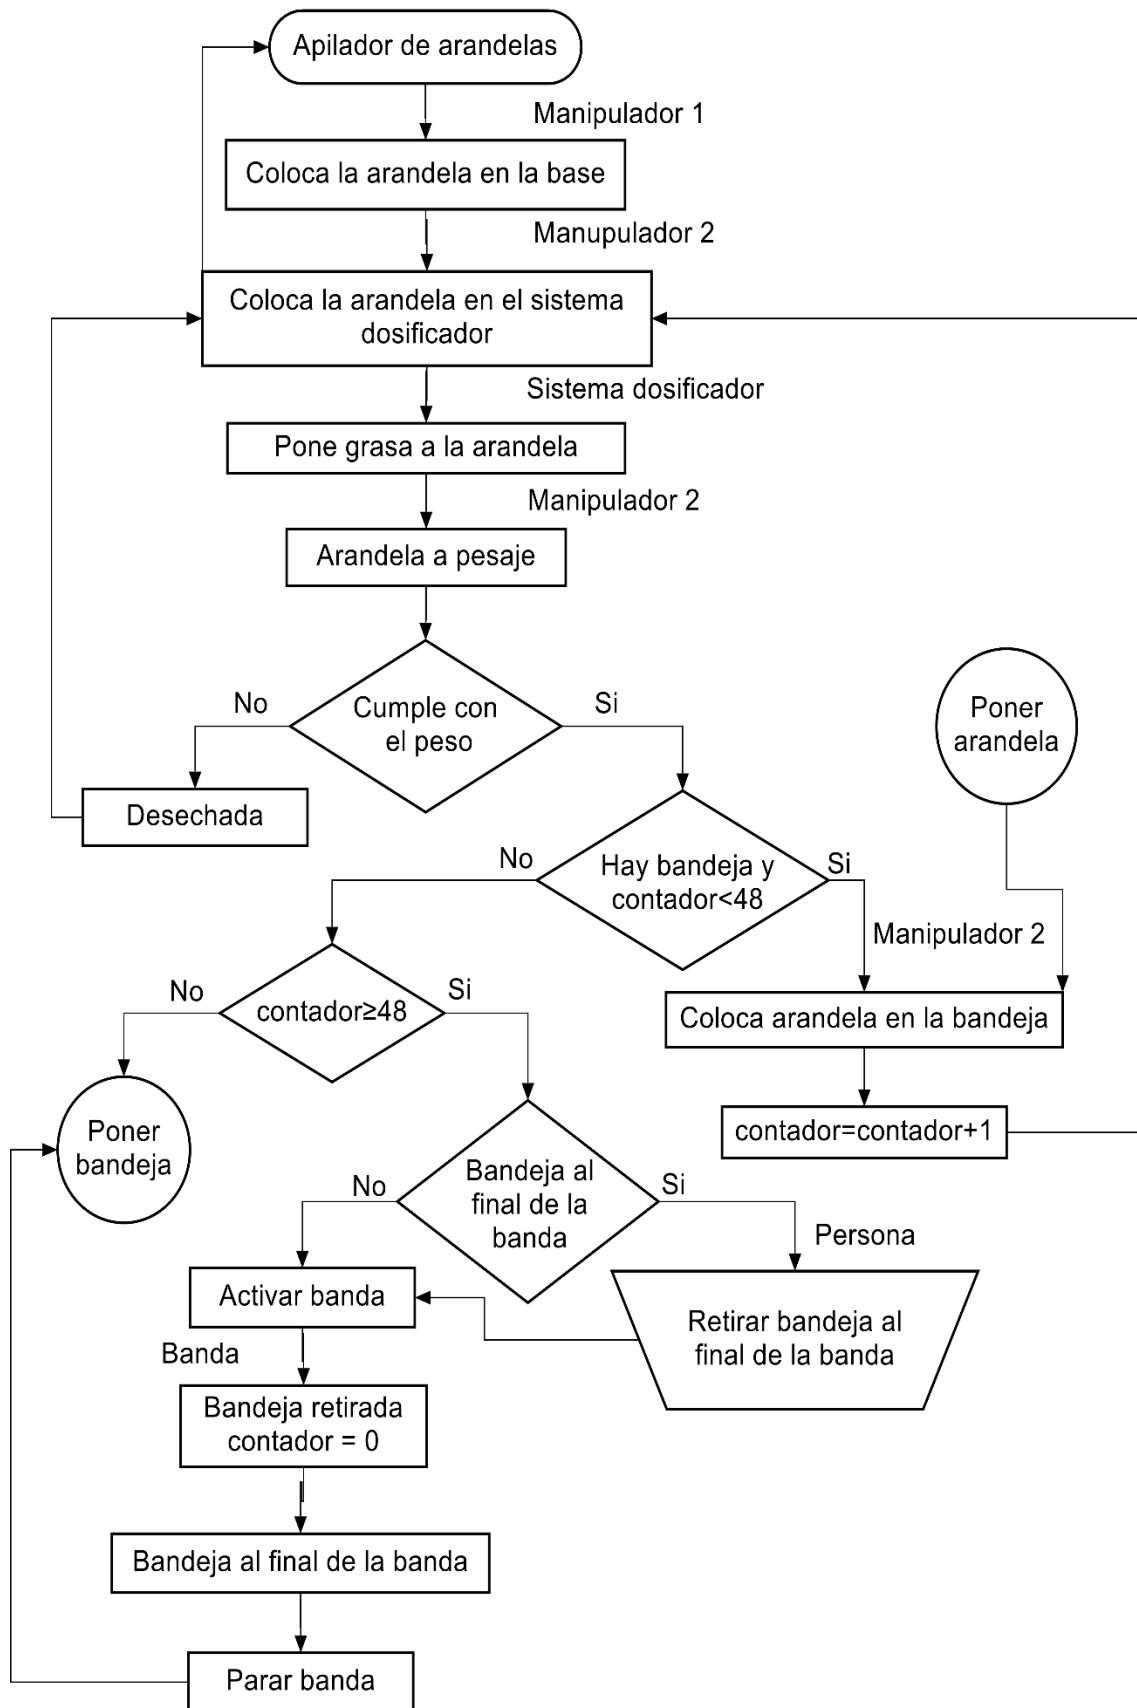 Apilador de arandelas
Manipulador 1
Coloca la arandela en la base
Manupulador 2
Coloca la arandela en el sistema
dosificador
Sistema dosificador
Pone grasa a la arandela
Manipulador 2
Arandela a pesaje
No
Cumple con
el peso
Si
Poner
arandela
Desechada
No
Hay bandeja y
contador<48
Si
Manipulador 2
No
contador≥48
Si
Coloca arandela en la bandeja
Poner
bandeja
contador=contador+1
No
Bandeja al
final de la
banda
Si
Persona
Activar banda
Retirar bandeja al
final de la banda
Banda
Bandeja retirada
contador = 0
Bandeja al final de la banda
Parar banda